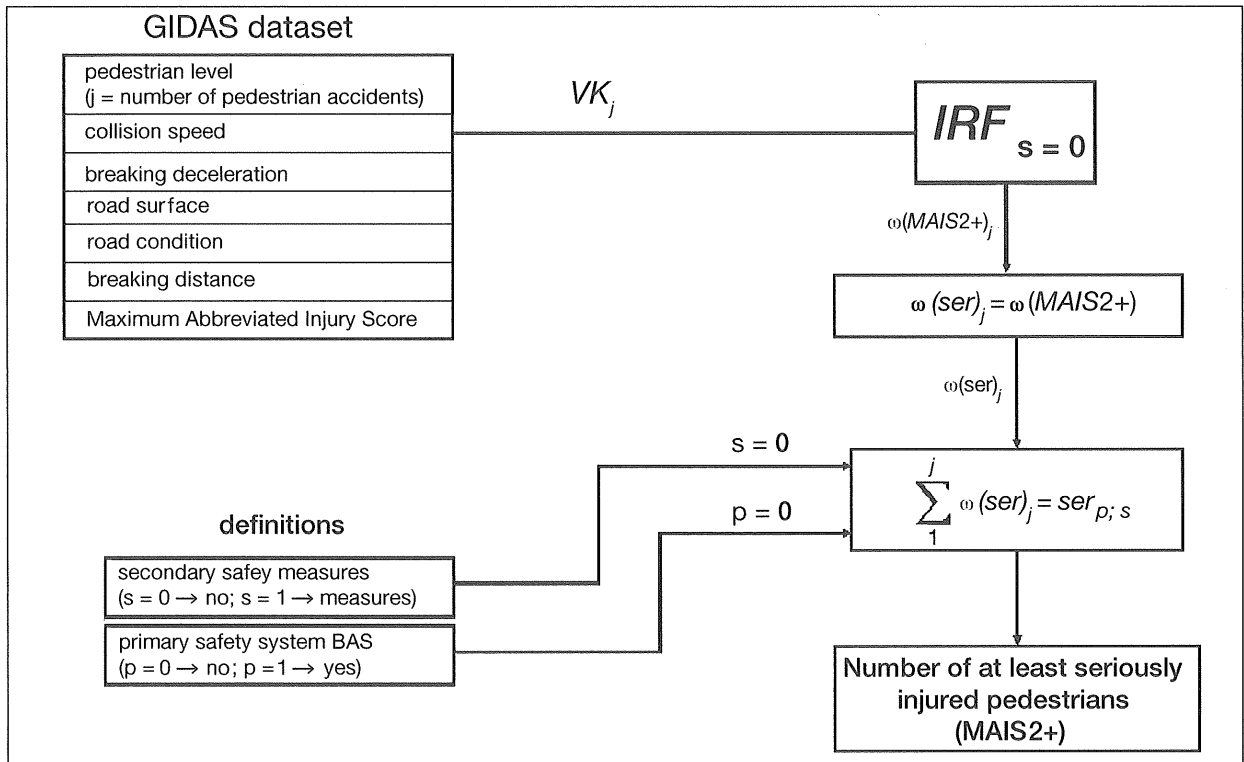 GIDAS dataset
pedestrian level
(j = number of pedestrian accidents)
collision speed
breaking deceleration
road surface
road condition
breaking distance
Maximum Abbreviated Injury Score
VK_j
IRF s = 0
ω(MAIS2+)_j
ω (ser)_j = ω (MAIS2+)
ω(ser)_j
s = 0
p = 0
j
∑ ω (ser)_j = ser_p; s
1
definitions
secondary safey measures
(s = 0 → no; s = 1 → measures)
primary safety system BAS
(p = 0 → no; p = 1 → yes)
Number of at least seriously
injured pedestrians
(MAIS2+)